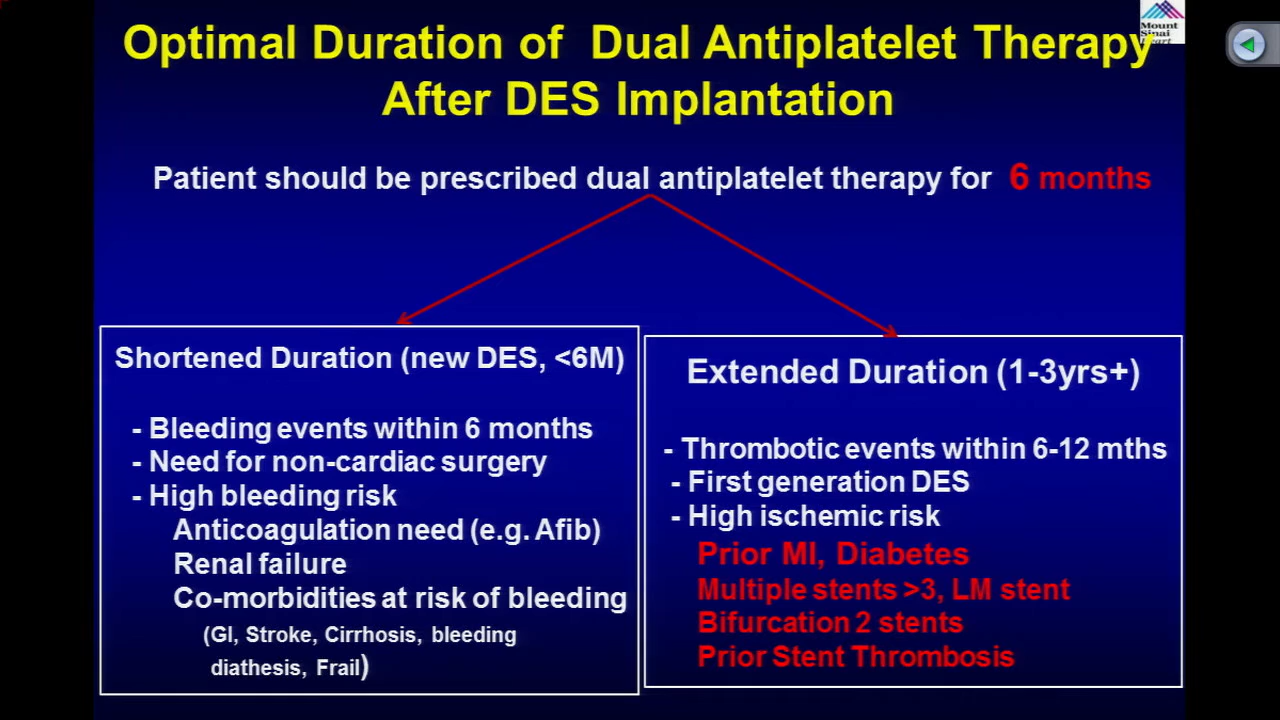 Optimal Duration of Dual Antiplatelet Therapy
After DES Implantation
Mount
Sinai
Heart
Patient should be prescribed dual antiplatelet therapy for 6 months
Shortened Duration (new DES, <6M)
- Bleeding events within 6 months
- Need for non-cardiac surgery
- High bleeding risk
Anticoagulation need (e.g. Afib)
Renal failure
Co-morbidities at risk of bleeding
(GI, Stroke, Cirrhosis, bleeding
diathesis, Frail)
Extended Duration (1-3yrs+)
- Thrombotic events within 6-12 mths
- First generation DES
- High ischemic risk
Prior MI, Diabetes
Multiple stents >3, LM stent
Bifurcation 2 stents
Prior Stent Thrombosis